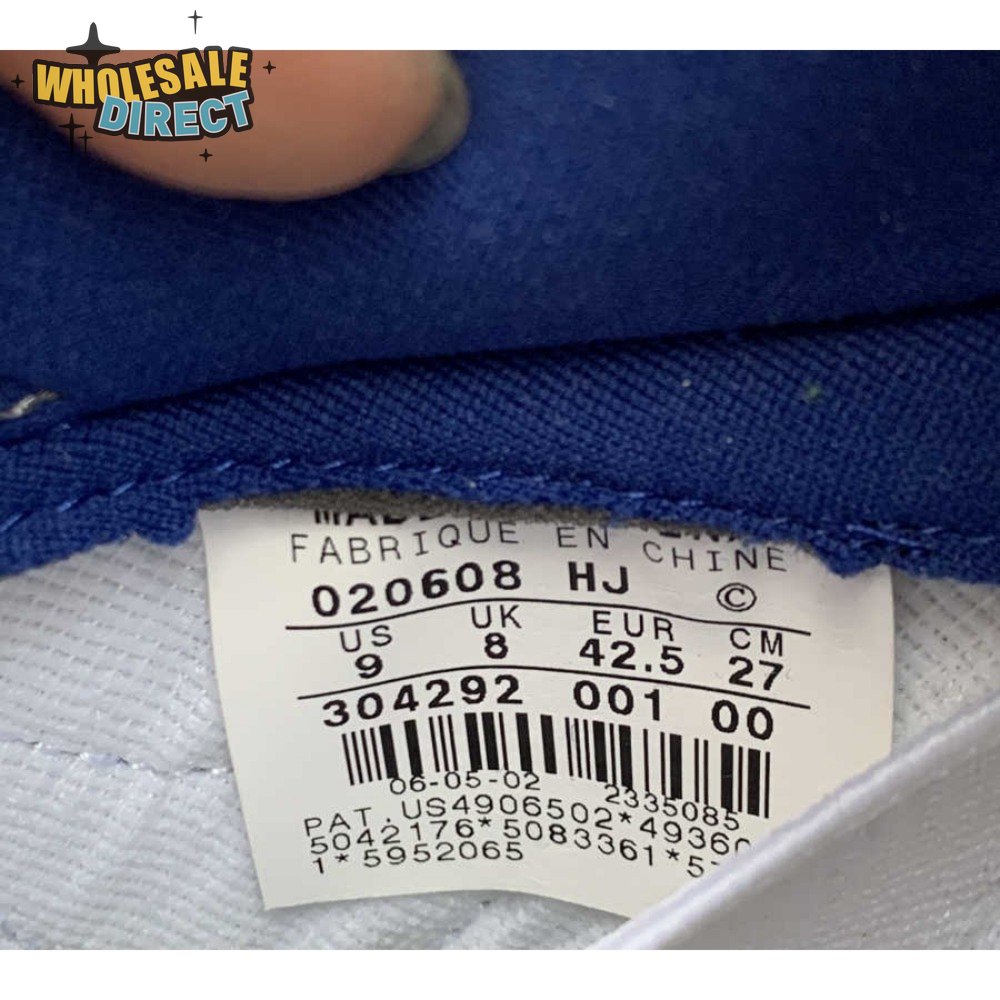 WHOLESALE
DIRECT
FABRIQUE EN CHINE
020608 HJ ©
US UK EUR CM
9 8 42.5 27
304292 001 00
06-05-02 2335085
PAT. US4906502*49360
5042176*5083361*5
1*5952065